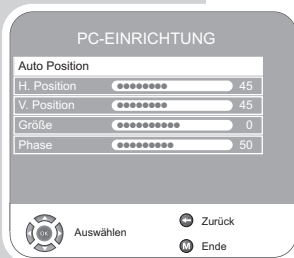 PC-EINRICHTUNG
Auto Position
H. Position 45
V. Position 45
Größe 0
Phase 50
OK
Auswählen
Zurück
M Ende